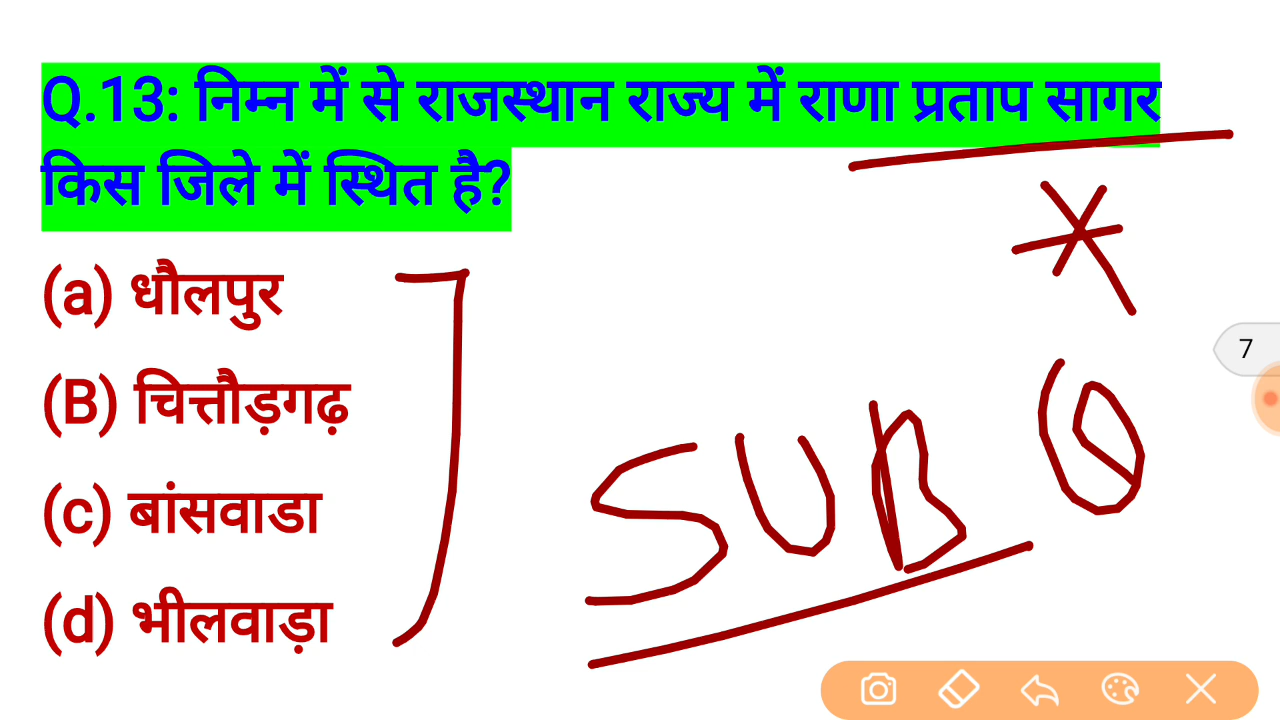 Q.13: निम्न में से राजस्थान राज्य में राणा प्रताप सागर
किस जिले में स्थित है?
(a) धौलपुर
(B) चित्तौड़गढ़
(c) बांसवाडा
(d) भीलवाड़ा
SUB
7